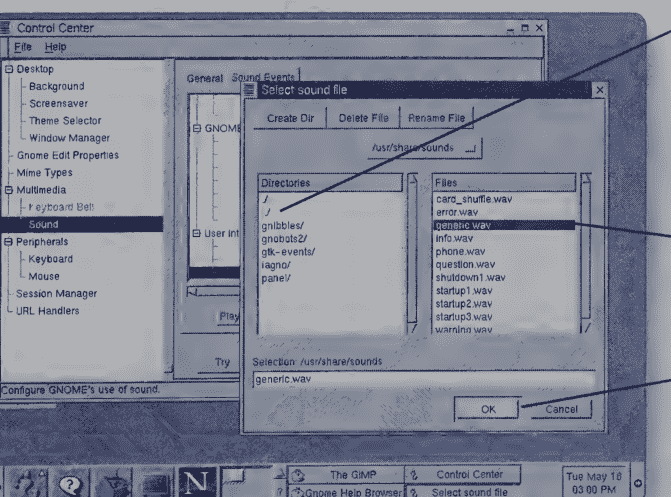 Control Center
File Help
Desktop
Background
Screensaver
Theme Selector
Window Manager
Gnome Edit Properties
Mime Types
Multimedia
Keyboard Bell
Sound
Peripherals
Keyboard
Mouse
Session Manager
URL Handlers
General Sound Events
GNOME
User int
Play
Try
Configure GNOME's use of sound.
Select sound file
Create Dir Delete File Rename File
/usr/share/sounds
Directories
./
../
gnibbles/
gnobots2/
gtk-events/
iagno/
panel/
Files
card_shuffle.wav
error.wav
generic.wav
info.wav
phone.wav
question.wav
shutdown1.wav
startup1.wav
startup2.wav
startup3.wav
warning.wav
Selection: /usr/share/sounds
generic.wav
OK Cancel
N
The GIMP Control Center
Gnome Help Browser Select sound file
Tue May 18
03:00 PM